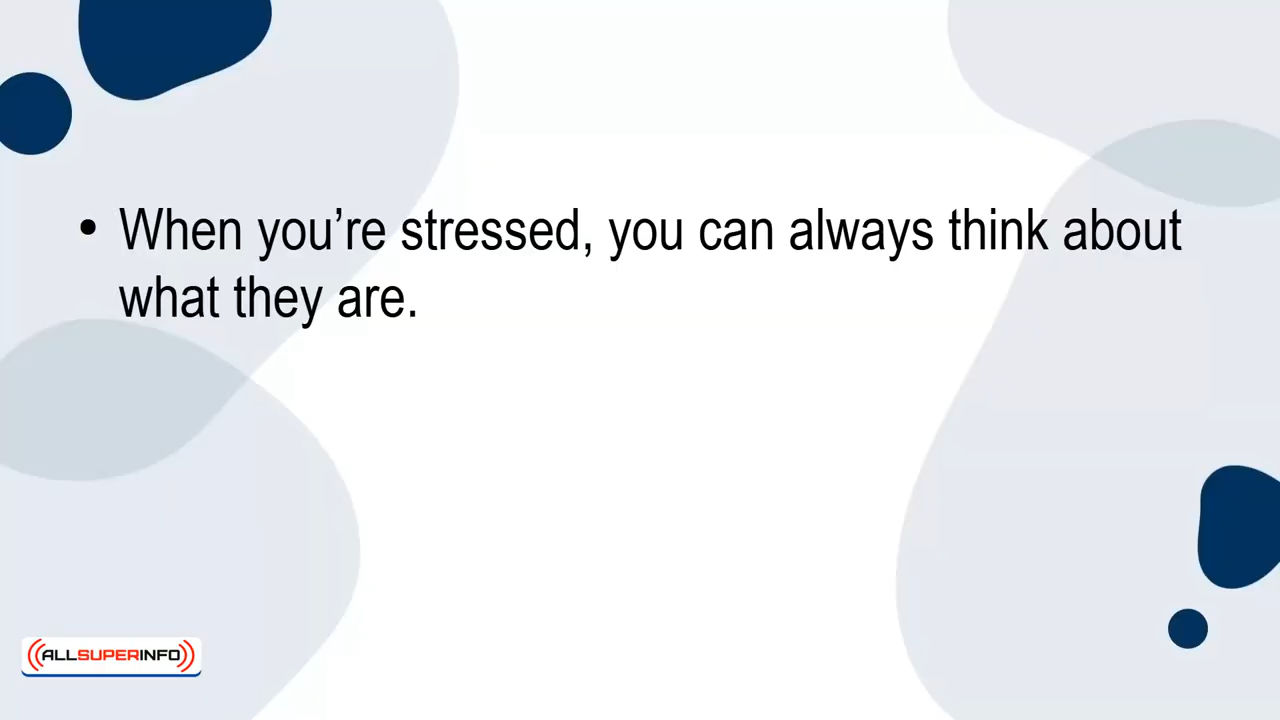 • When you’re stressed, you can always think about
what they are.
ALLSUPERINFO